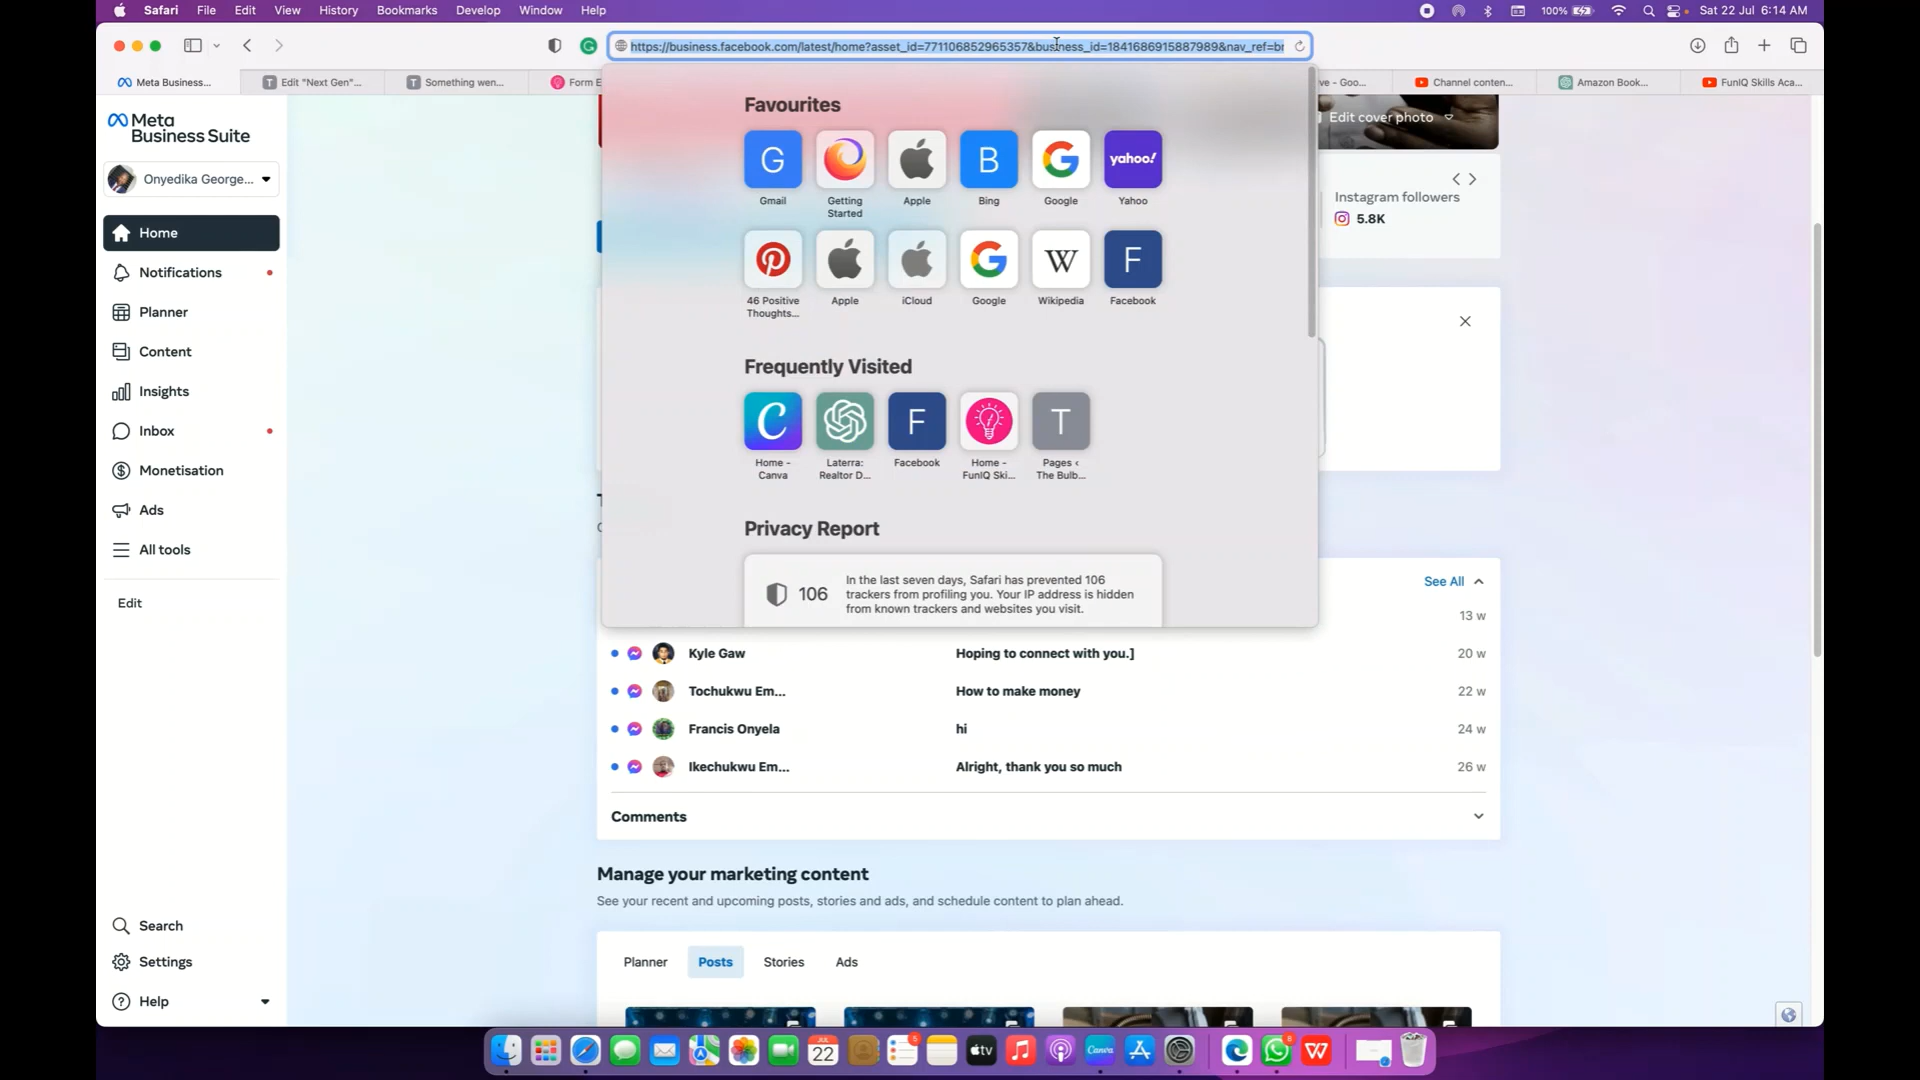 Safari File Edit View History Bookmarks Develop Window Help
100% Sat 22 Jul 6:14 AM
https://business.facebook.com/latest/home?asset_id=771106852965357&business_id=1841686915887989&nav_ref=br
Meta Business...
T Edit "Next Gen"...
T Something wen...
Form E
ve - Goo...
Channel conten...
Amazon Book...
FunIQ Skills Aca...
Meta
Business Suite
Onyedika George...
Home
Notifications
Planner
Content
Insights
Inbox
Monetisation
Ads
All tools
Edit
Search
Settings
Help
Favourites
G
B
yahoo!
Gmail
Getting
Started
Apple
Bing
Google
Yahoo
W
F
46 Positive
Thoughts...
Apple
iCloud
Google
Wikipedia
Facebook
Frequently Visited
C
F
T
Home -
Canva
Laterra:
Realtor D...
Facebook
Home -
FunIQ Ski...
Pages ‹
The Bulb...
Privacy Report
106
In the last seven days, Safari has prevented 106
trackers from profiling you. Your IP address is hidden
from known trackers and websites you visit.
Edit cover photo
Instagram followers
5.8K
See All
13 w
Kyle Gaw Hoping to connect with you.] 20 w
Tochukwu Em... How to make money 22 w
Francis Onyela hi 24 w
Ikechukwu Em... Alright, thank you so much 26 w
Comments
Manage your marketing content
See your recent and upcoming posts, stories and ads, and schedule content to plan ahead.
Planner Posts Stories Ads
JUL
22
5
tv
Canva
8
W